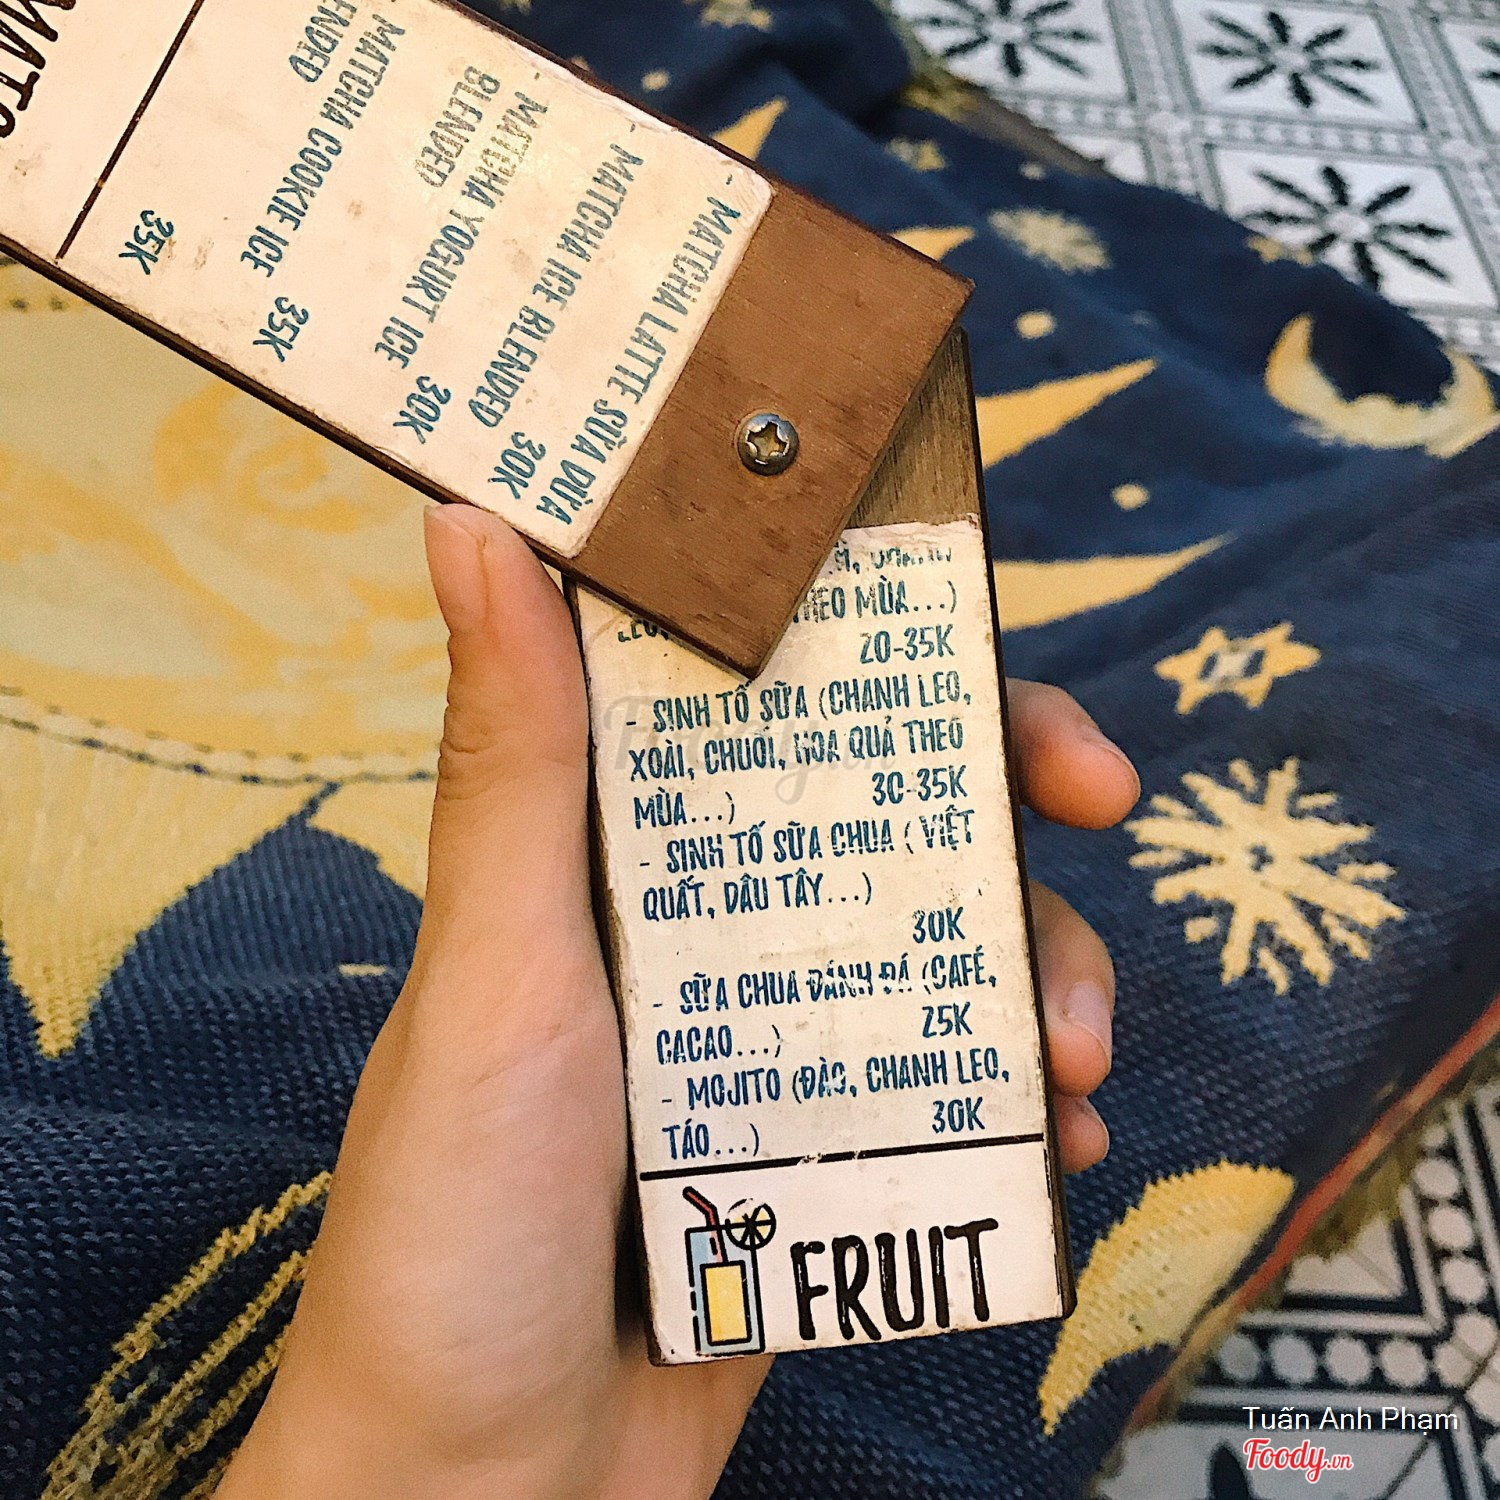 - MATCHA LATTE SỮA DỪA
- MATCHA ICE BLENDED
30K
- MATCHA YOGURT ICE
BLENDED
30K
- MATCHA COOKIE ICE
35K
35K
THEO MÙA...)
20-35K
- SINH TỐ SỮA (CHANH LEO,
XOÀI, CHUỐI, HOA QUẢ THEO
MÙA...) 30-35K
- SINH TỐ SỮA CHUA ( VIỆT
QUẤT, DÂU TÂY...)
30K
- SỮA CHUA ĐÁNH ĐÁ (CAFÉ,
CACAO...) 25K
- MOJITO (ĐÀO, CHANH LEO,
TÁO...) 30K
FRUIT
Foody.vn
Tuấn Anh Phạm
Foody.vn